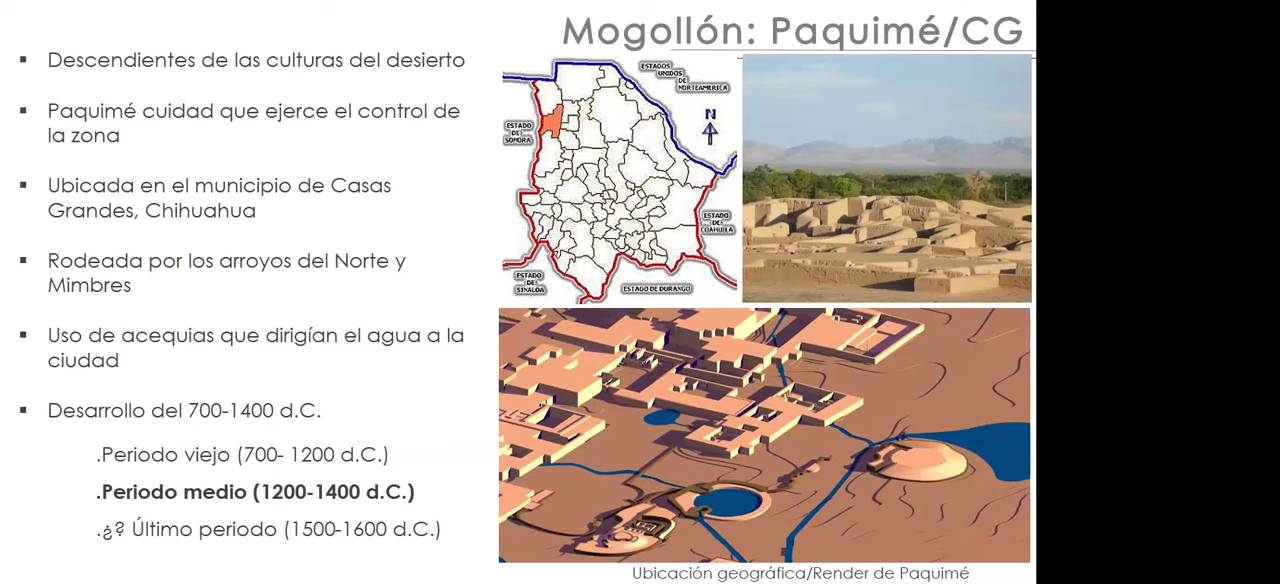 Mogollón: Paquimé/CG
▪ Descendientes de las culturas del desierto
▪ Paquimé cuidad que ejerce el control de
la zona
▪ Ubicada en el municipio de Casas
Grandes, Chihuahua
▪ Rodeada por los arroyos del Norte y
Mimbres
▪ Uso de acequias que dirigían el agua a la
ciudad
▪ Desarrollo del 700-1400 d.C.
.Periodo viejo (700- 1200 d.C.)
.Periodo medio (1200-1400 d.C.)
.¿? Último periodo (1500-1600 d.C.)
ESTADOS
UNIDOS
DE
NORTEAMERICA
N
ESTADO
DE
SONORA
ESTADO
DE
COAHUILA
ESTADO
DE
SINALOA
ESTADO DE DURANGO
Ubicación geográfica/Render de Paquimé